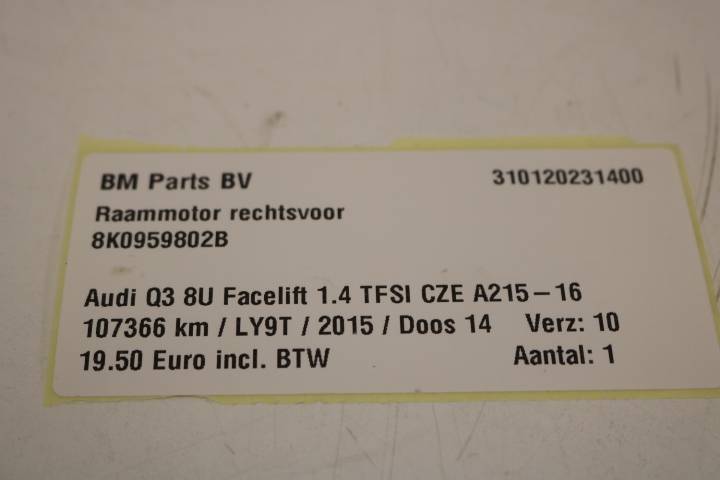 BM Parts BV 310120231400
Raammotor rechtsvoor
8K0959802B
Audi Q3 8U Facelift 1.4 TFSI CZE A215-16
107366 km / LY9T / 2015 / Doos 14 Verz: 10
19.50 Euro incl. BTW Aantal: 1